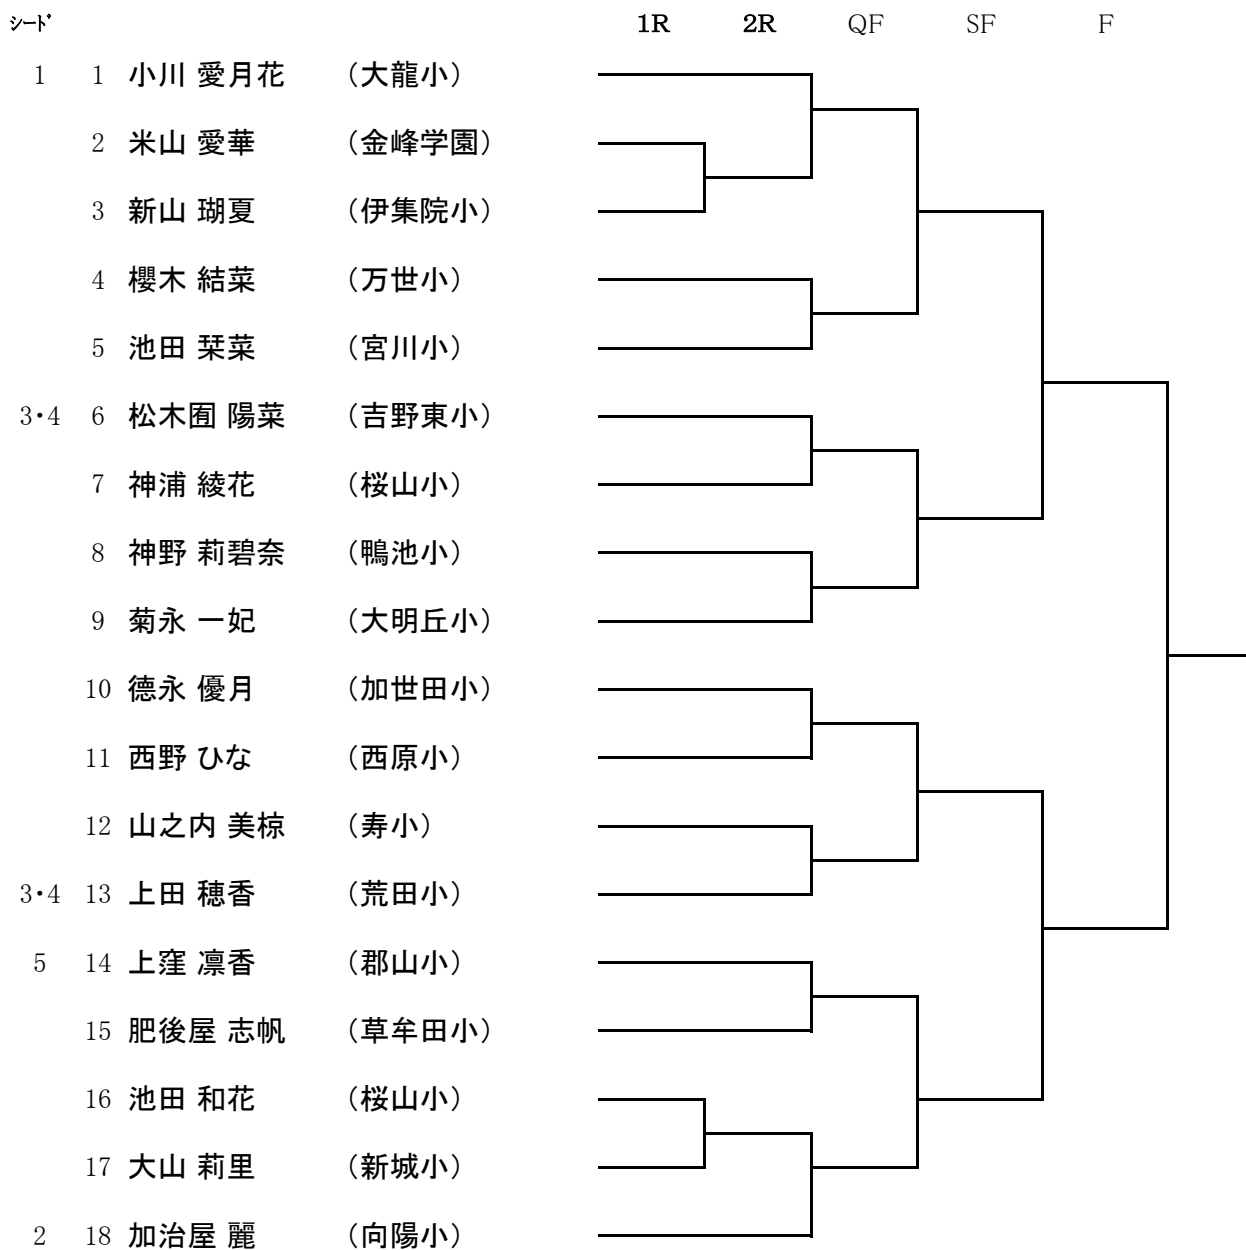 ｼｰﾄﾞ 1R 2R QF SF F
1 1 小川 愛月花 （大龍小）
2 米山 愛華 （金峰学園）
3 新山 瑚夏 （伊集院小）
4 櫻木 結菜 （万世小）
5 池田 栞菜 （宮川小）
3・4 6 松木囿 陽菜 （吉野東小）
7 神浦 綾花 （桜山小）
8 神野 莉碧奈 （鴨池小）
9 菊永 一妃 （大明丘小）
10 德永 優月 （加世田小）
11 西野 ひな （西原小）
12 山之内 美椋 （寿小）
3・4 13 上田 穂香 （荒田小）
5 14 上窪 凛香 （郡山小）
15 肥後屋 志帆 （草牟田小）
16 池田 和花 （桜山小）
17 大山 莉里 （新城小）
2 18 加治屋 麗 （向陽小）